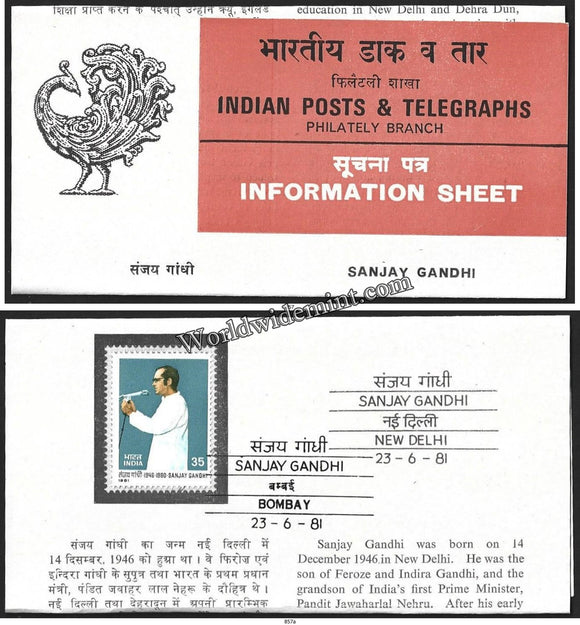 शिक्षा प्राप्त करने के पश्चात् उन्होंने क्यू, इंगलैंड
education in New Delhi and Dehra Dun,
भारतीय डाक व तार
फिलैटली शाखा
INDIAN POSTS & TELEGRAPHS
PHILATELY BRANCH
सूचना पत्र
INFORMATION SHEET
संजय गांधी
SANJAY GANDHI
Worldwidemint.com
भारत
INDIA
35
संजय गांधी 1946-1980-SANJAY GANDHI
1981
संजय गांधी
SANJAY GANDHI
बम्बई
BOMBAY
23-6-81
संजय गांधी
SANJAY GANDHI
नई दिल्ली
NEW DELHI
23-6-81
संजय गांधी का जन्म नई दिल्ली में
14 दिसम्बर, 1946 को हुआ था। वे फिरोज़ एवं
इन्दिरा गांधी के सुपुत्र तथा भारत के प्रथम प्रधान
मंत्री, पंडित जवाहर लाल नेहरू के दौहित्र थे।
नई दिल्ली तथा देहरादून में अपनी प्रारम्भिक
Sanjay Gandhi was born on 14
December 1946.in New Delhi. He was the
son of Feroze and Indira Gandhi, and the
grandson of India's first Prime Minister,
Pandit Jawaharlal Nehru. After his early
857a